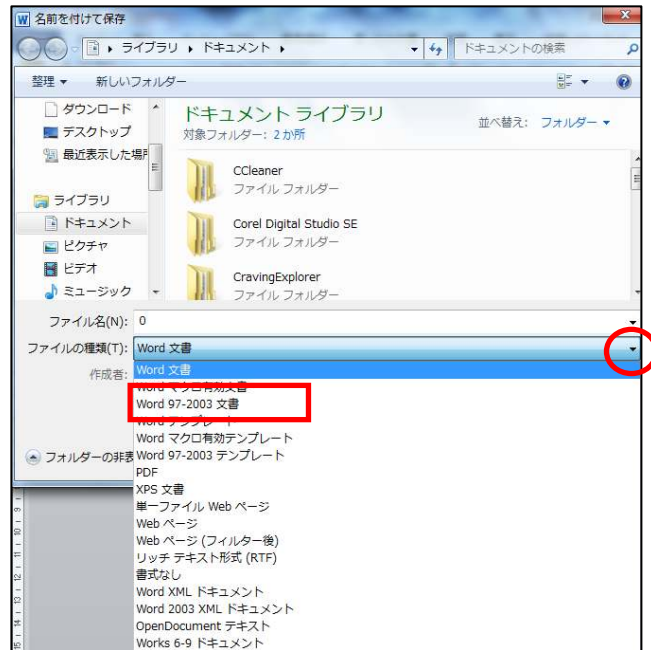 名前を付けて保存
ライブラリ ▸ ドキュメント ▸
ドキュメントの検索
整理 ▼ 新しいフォルダー
ダウンロード
デスクトップ
最近表示した場所
ライブラリ
ドキュメント
ピクチャ
ビデオ
ミュージック
ドキュメント ライブラリ
対象フォルダー: 2 か所
並べ替え: フォルダー ▼
CCleaner
ファイル フォルダー
Corel Digital Studio SE
ファイル フォルダー
CravingExplorer
ファイル フォルダー
ファイル名(N): 0
ファイルの種類(T): Word 文書
作成者:
フォルダーの非表
Word 文書
Word マクロ有効文書
Word 97-2003 文書
Word テンプレート
Word マクロ有効テンプレート
Word 97-2003 テンプレート
PDF
XPS 文書
単一ファイル Web ページ
Web ページ
Web ページ (フィルター後)
リッチ テキスト形式 (RTF)
書式なし
Word XML ドキュメント
Word 2003 XML ドキュメント
OpenDocument テキスト
Works 6-9 ドキュメント